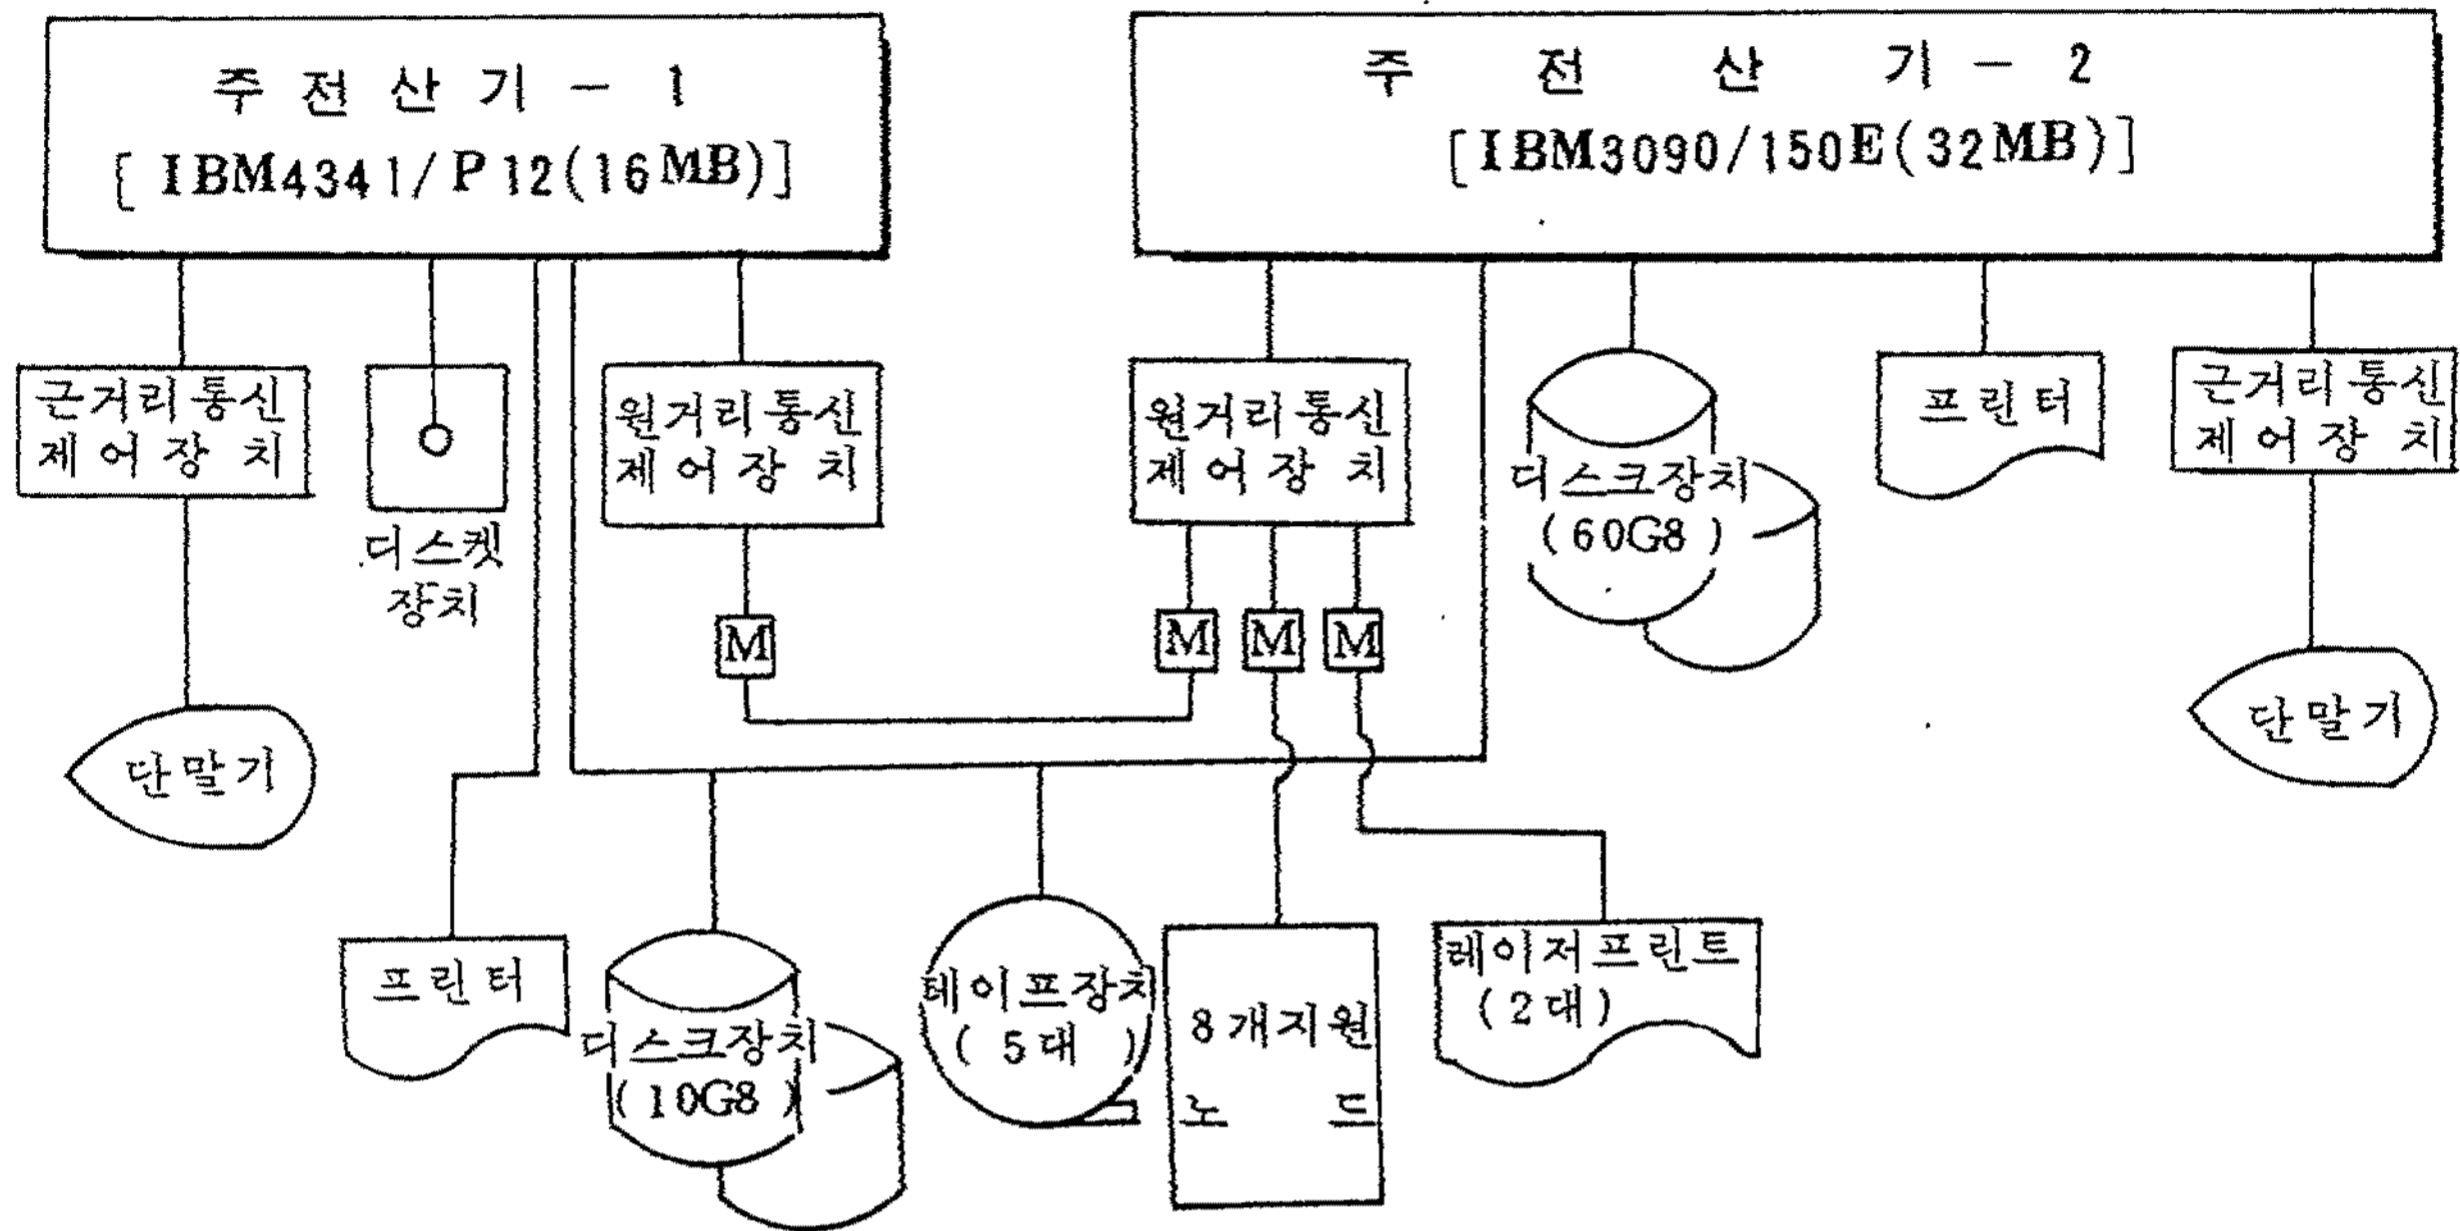 주 전 산 기 - 1
[ IBM4341/P12(16MB)]
주 전 산 기 - 2
[IBM3090/150E(32MB)]
근거리통신
제 어 장 치
디스켓
장치
원거리통신
제 어 장 치
원거리통신
제 어 장 치
디스크장치
(60G8)
프린터
근거리통신
제 어 장 치
M
M
M
M
단말기
단말기
프린터
디스크장치
(10G8)
테이프장치
( 5대 )
8개지원
노 드
레이저프린트
(2대)